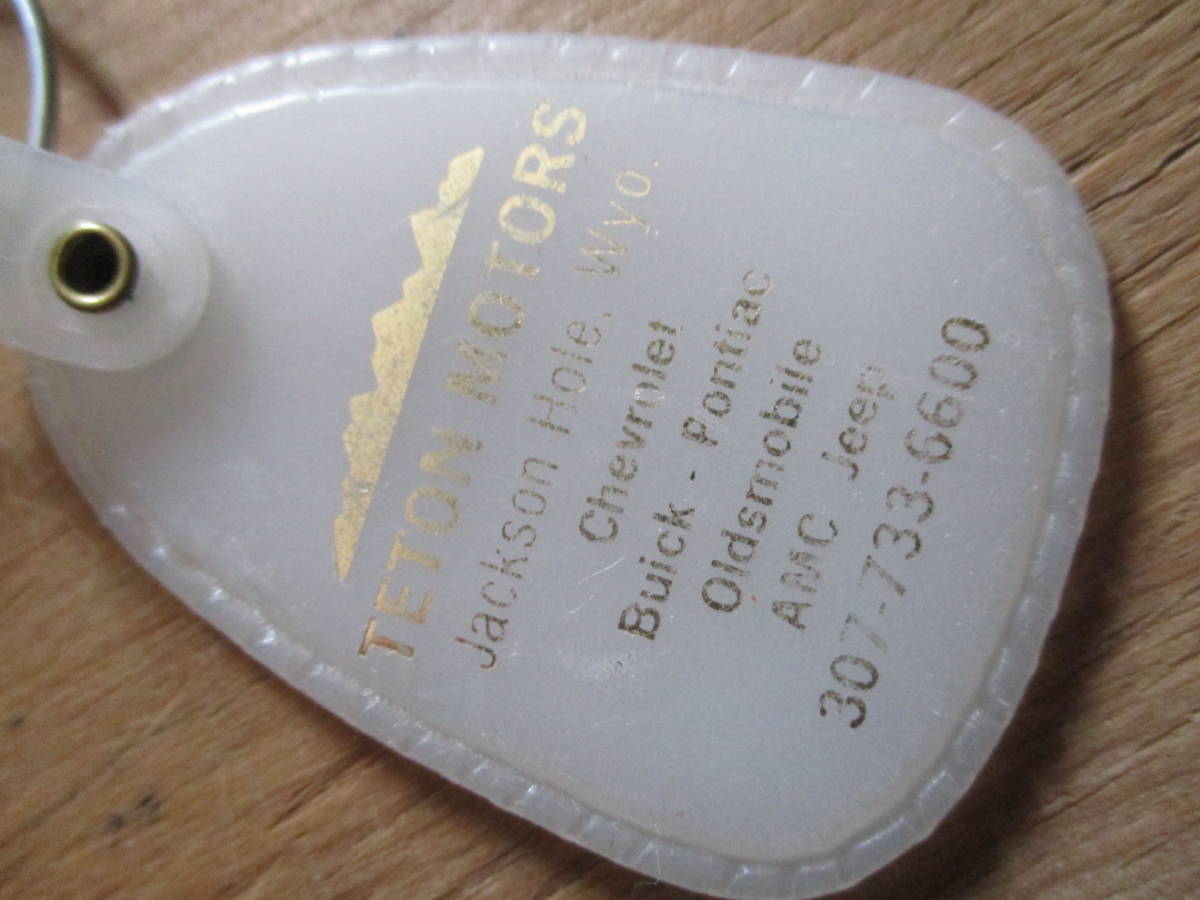 TETON MOTORS
Jackson Hole, Wyo.
Chevrolet
Buick - Pontiac
Oldsmobile
AMC Jeep
307-733-6600